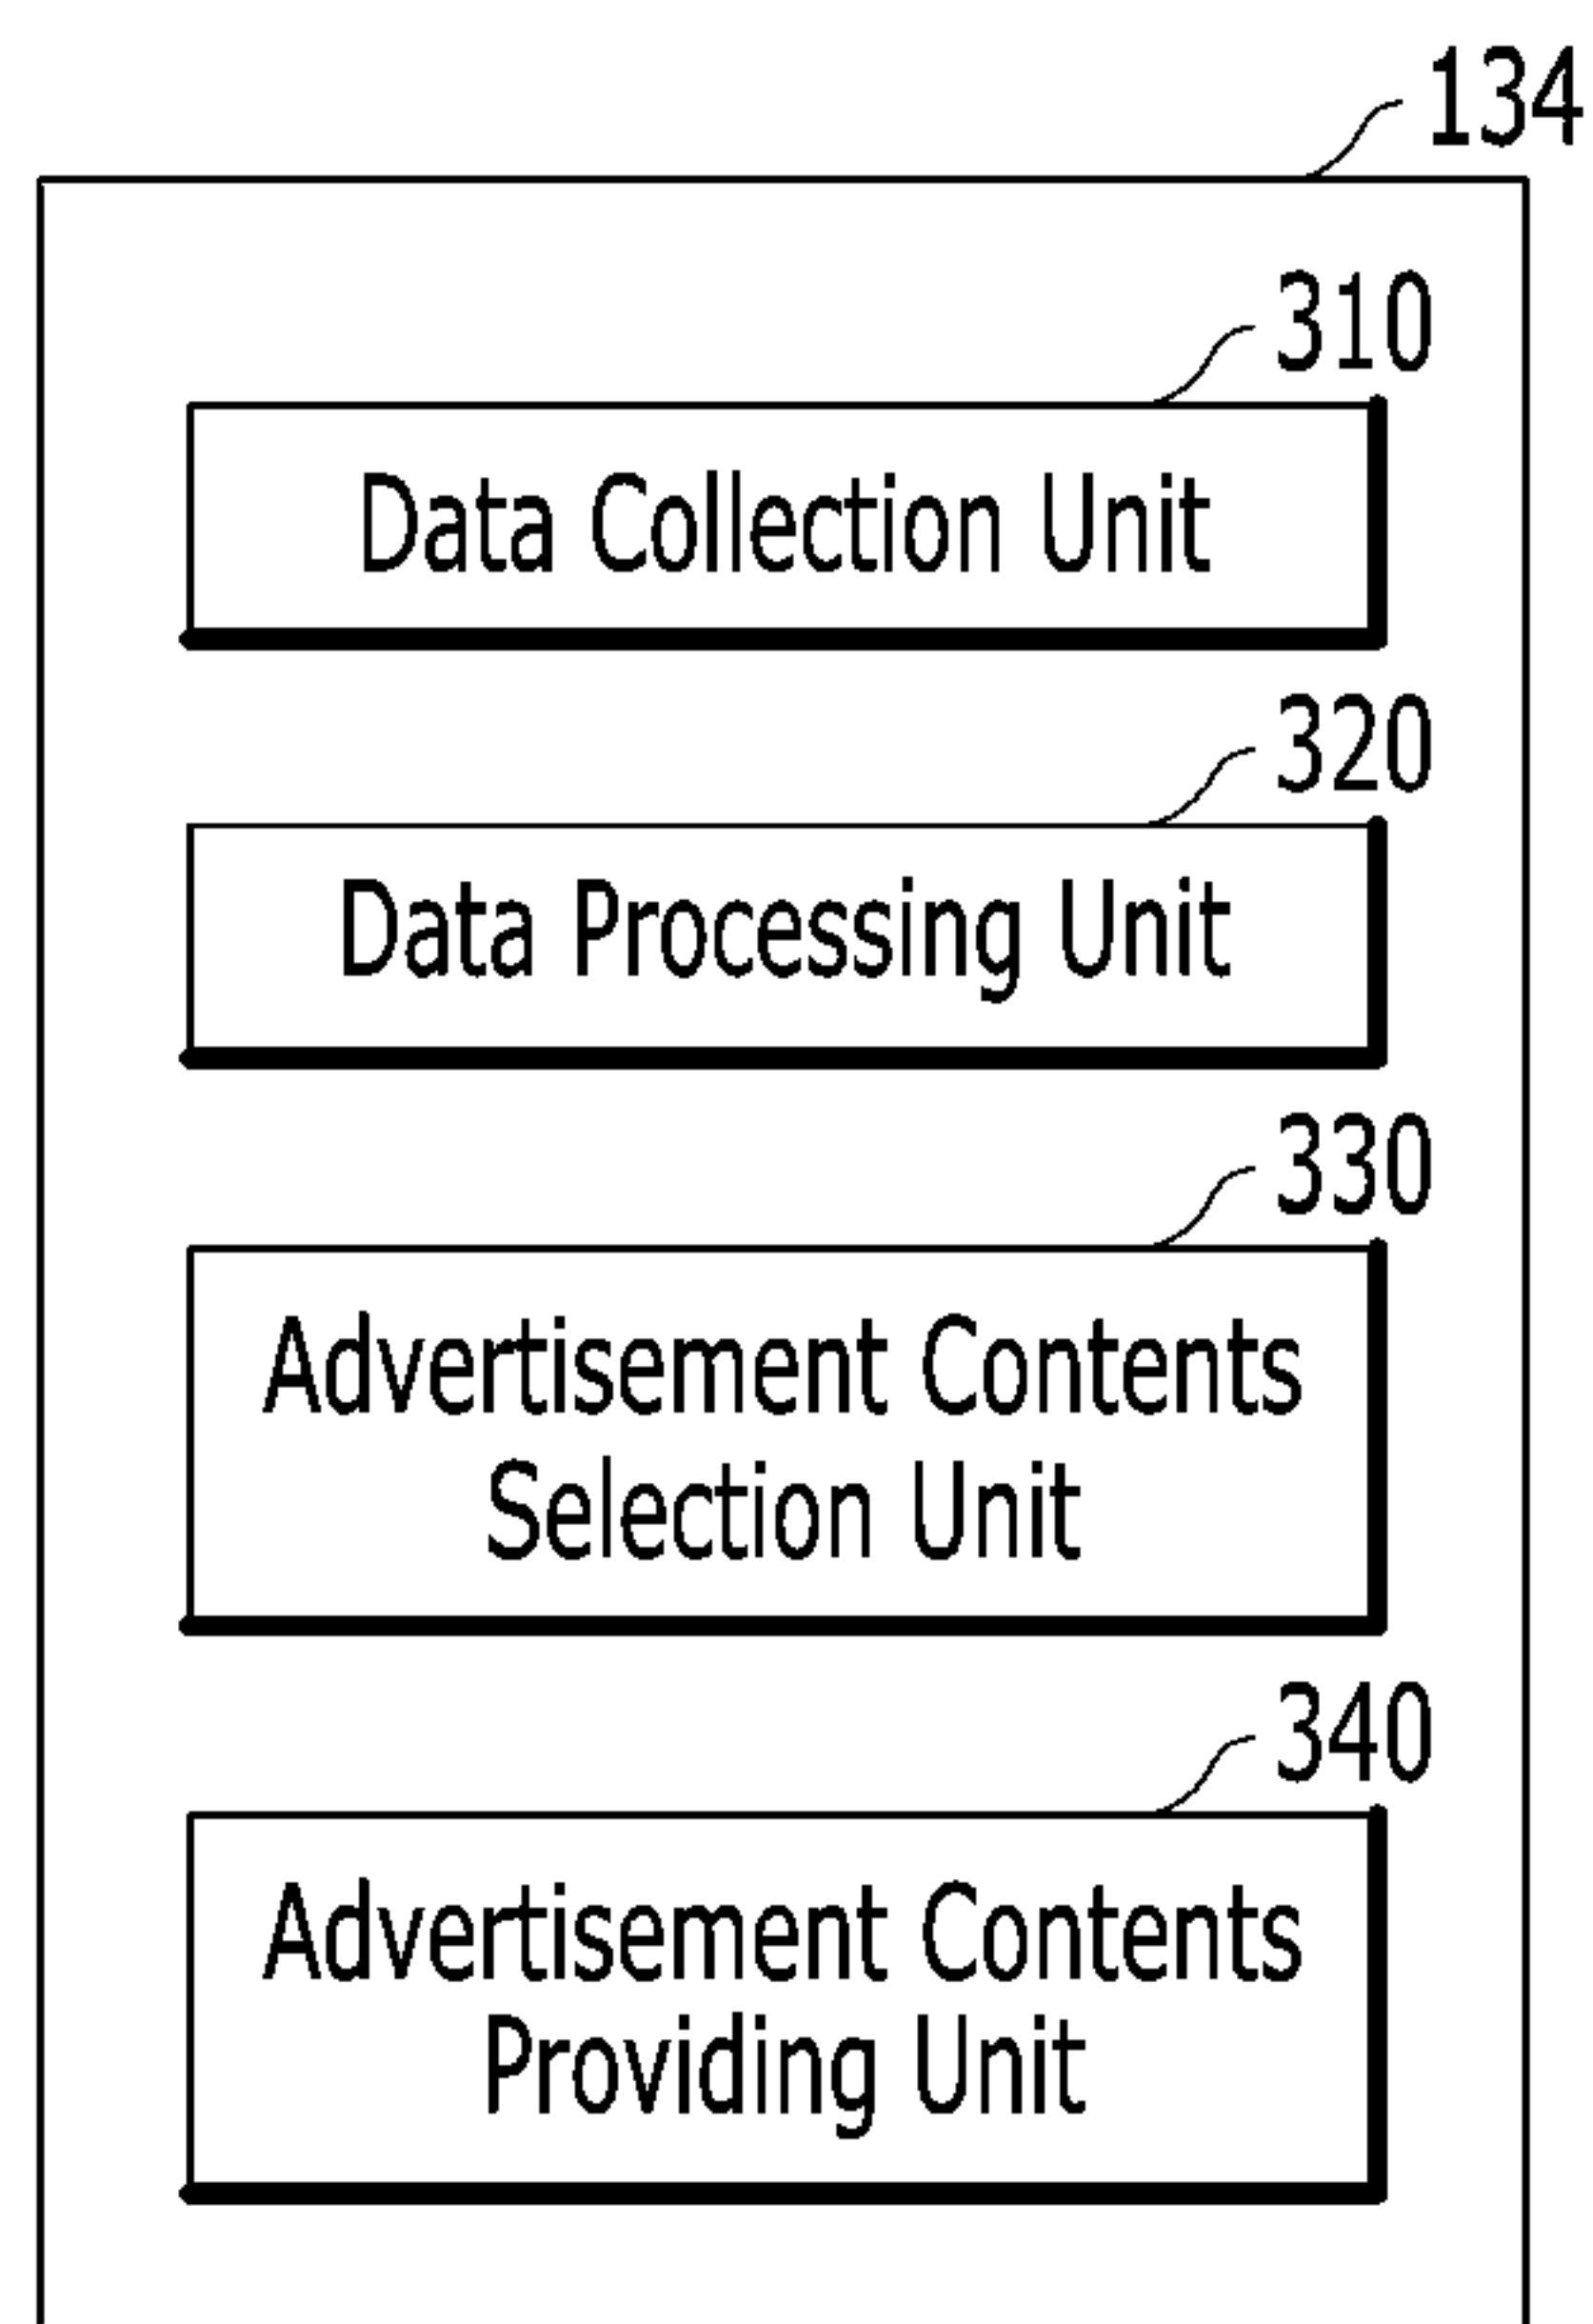 134
310
Data Collection Unit
320
Data Processing Unit
330
Advertisement Contents
Selection Unit
340
Advertisement Contents
Providing Unit